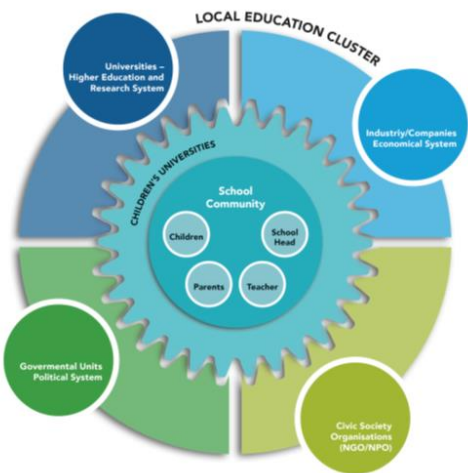 LOCAL EDUCATION CLUSTER
Universities –
Higher Education and
Research System
Industriy/Companies
Economical System
CHILDREN'S UNIVERSITIES
School
Community
Children
School
Head
Parents
Teacher
Govermental Units
Political System
Civic Society
Organisations
(NGO/NPO)